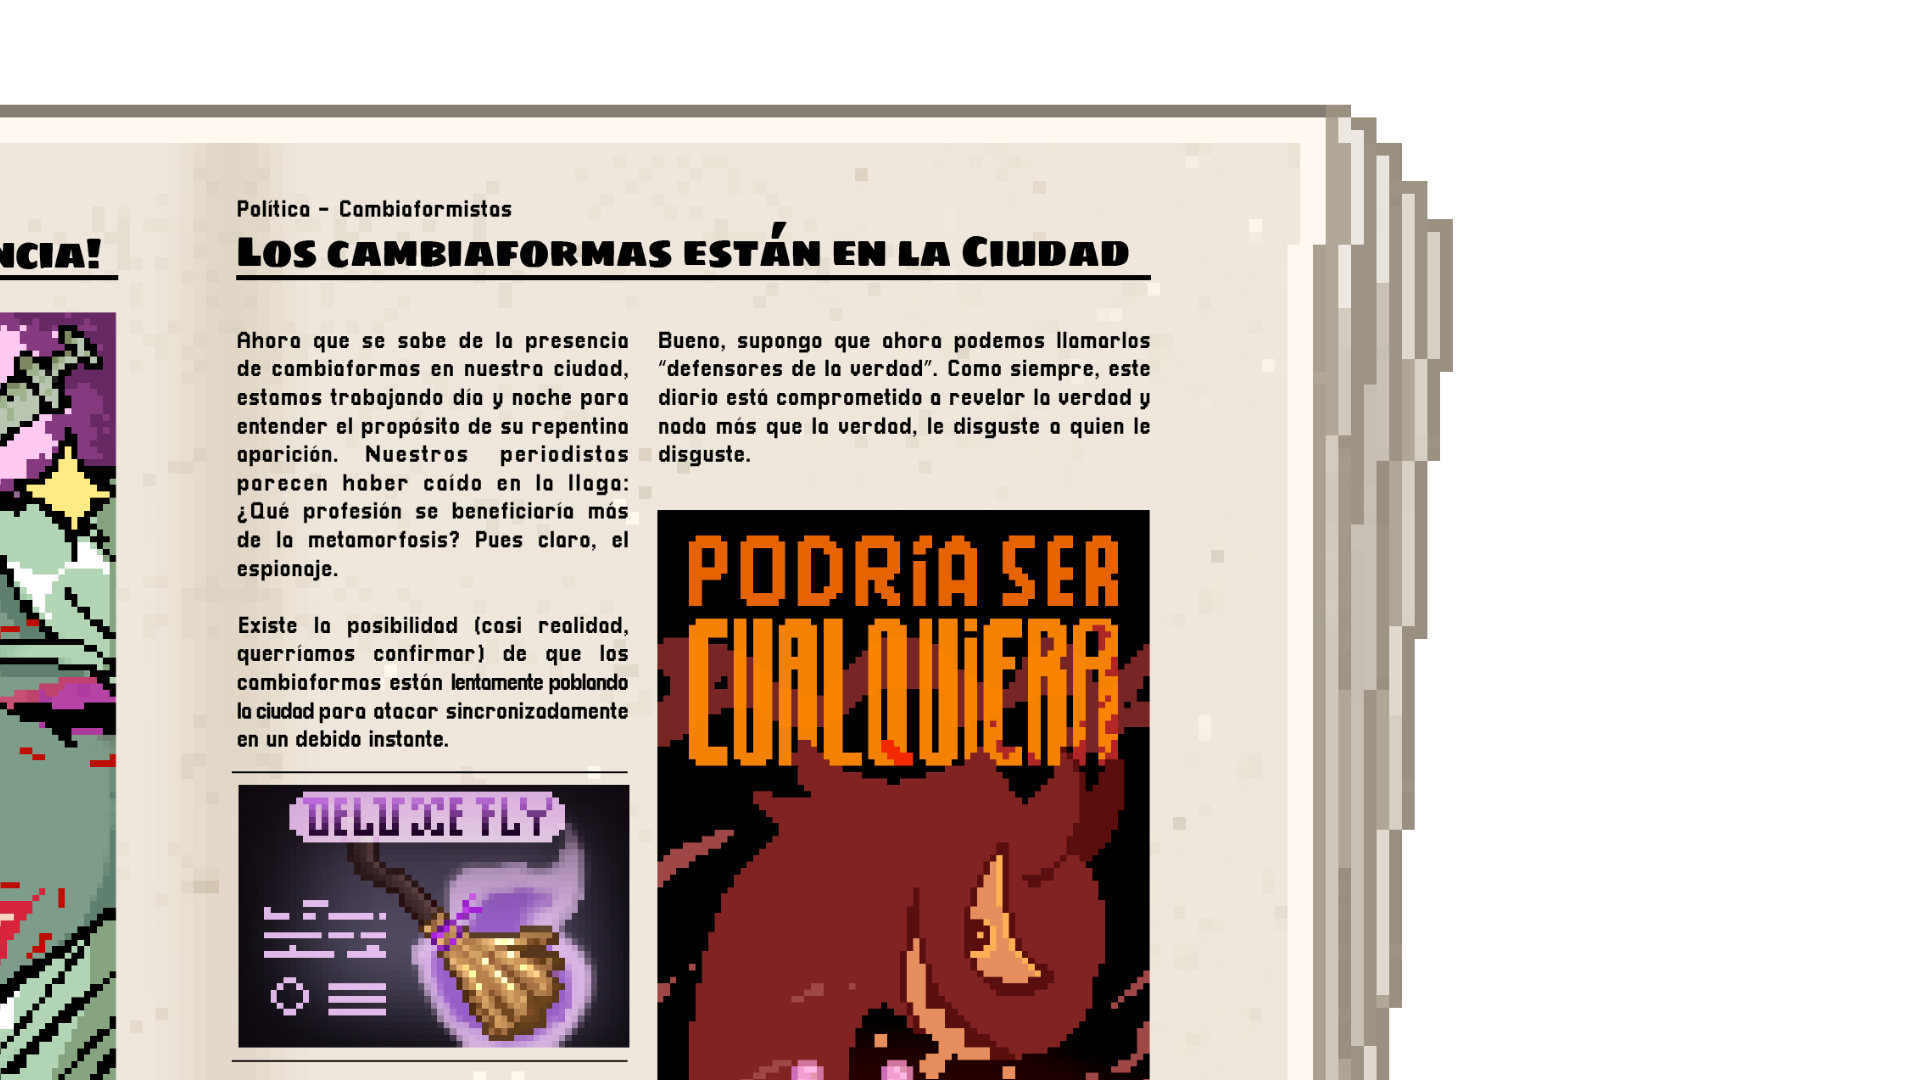 NCIA!
Política - Cambiaformistas
Los cambiaformas están en la Ciudad
Ahora que se sabe de la presencia
de cambiaformas en nuestra ciudad,
estamos trabajando día y noche para
entender el propósito de su repentina
aparición. Nuestros periodistas
parecen haber caído en la llaga:
¿Qué profesión se beneficiaría más
de la metamorfosis? Pues claro, el
espionaje.
Existe la posibilidad (casi realidad,
querríamos confirmar) de que los
cambiaformas están lentamente poblando
la ciudad para atacar sincronizadamente
en un debido instante.
DELUXE FLY
Bueno, supongo que ahora podemos llamarlos
“defensores de la verdad”. Como siempre, este
diario está comprometido a revelar la verdad y
nada más que la verdad, le disguste a quien le
disguste.
PODRÍA SER
CUALQUIERA